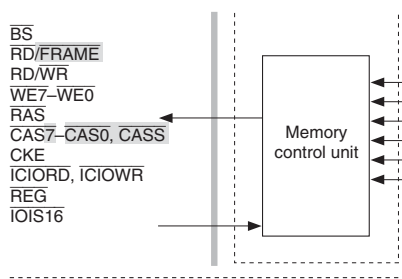 BS
RD/FRAME
RD/WR
WE7–WE0
RAS
CAS7–CAS0, CASS
CKE
ICIORD, ICIOWR
REG
IOIS16
Memory
control unit